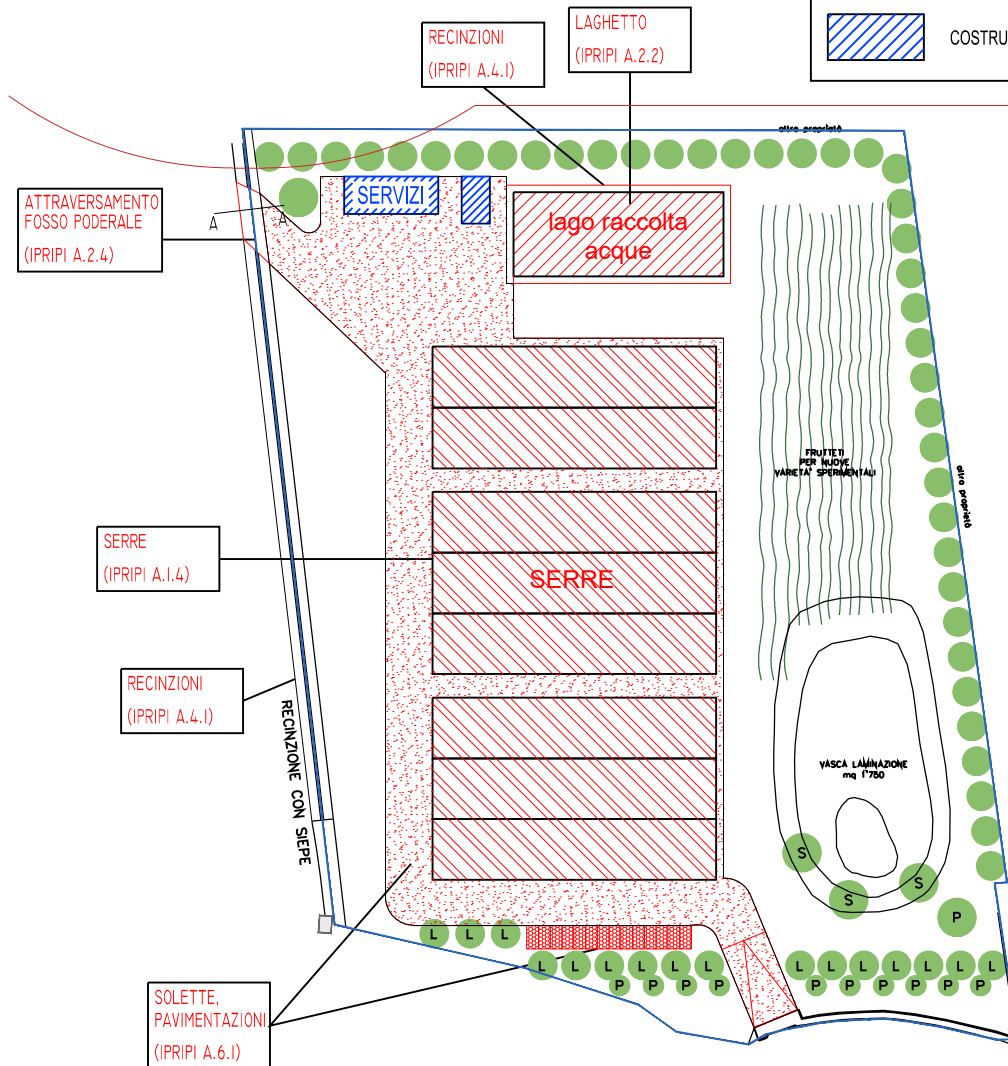 RECINZIONI
(IPRIPI A.4.1)
LAGHETTO
(IPRIPI A.2.2)
COSTRU
altra proprietà
ATTRAVERSAMENTO
FOSSO PODERALE
(IPRIPI A.2.4)
A
A
SERVIZI
lago raccolta
acque
FRUTTETI
PER NUOVE
VARIETA' SPERIMENTALI
altra proprietà
SERRE
(IPRIPI A.1.4)
SERRE
RECINZIONI
(IPRIPI A.4.1)
RECINZIONE CON SIEPE
VASCA LAMINAZIONE
mq 1'750
S
S
S
P
L L L
L L L L L L
P P P P
L L L L L L L
P P P P P P
SOLETTE,
PAVIMENTAZIONI
(IPRIPI A.6.1)